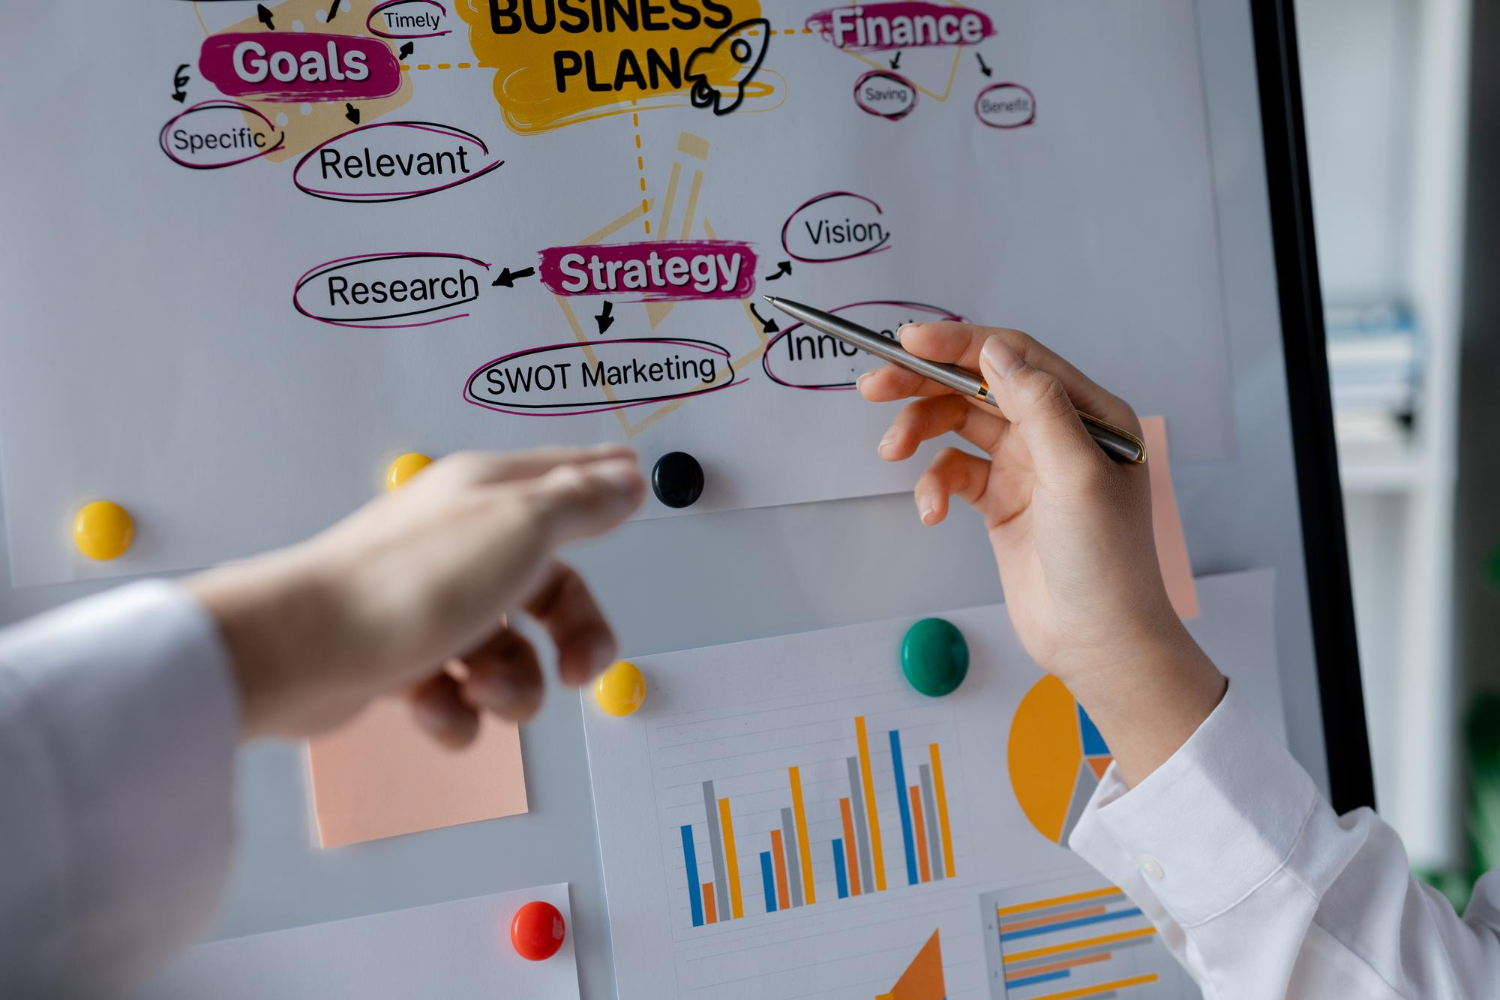 BUSINESS
PLAN
Timely
Goals
Specific
Relevant
Finance
Saving
Benefit
Strategy
Vision
Research
SWOT Marketing